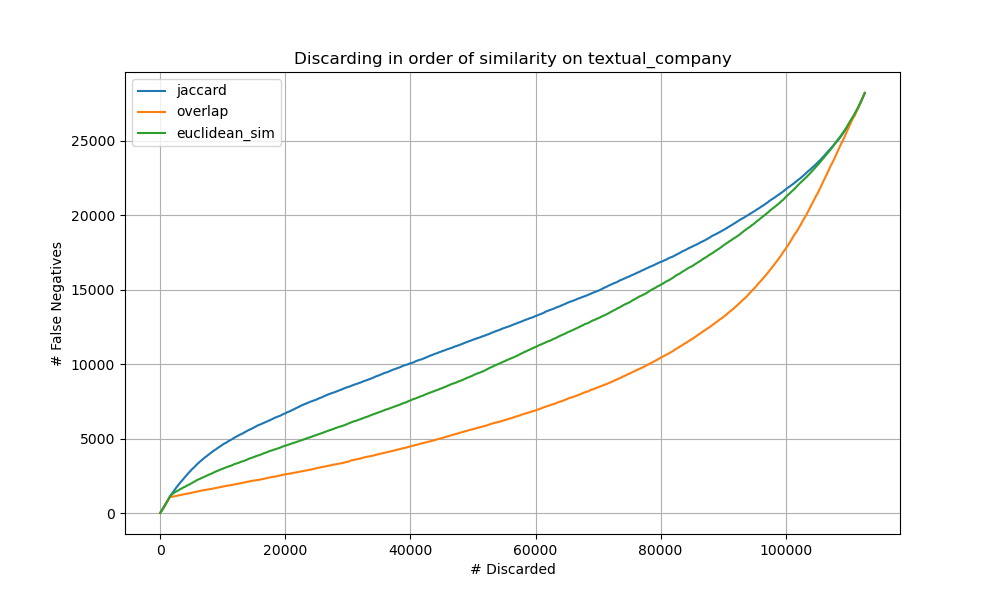 Discarding in order of similarity on textual_company
jaccard
overlap
euclidean_sim
# False Negatives
25000
20000
15000
10000
5000
0
0 20000 40000 60000 80000 100000
# Discarded